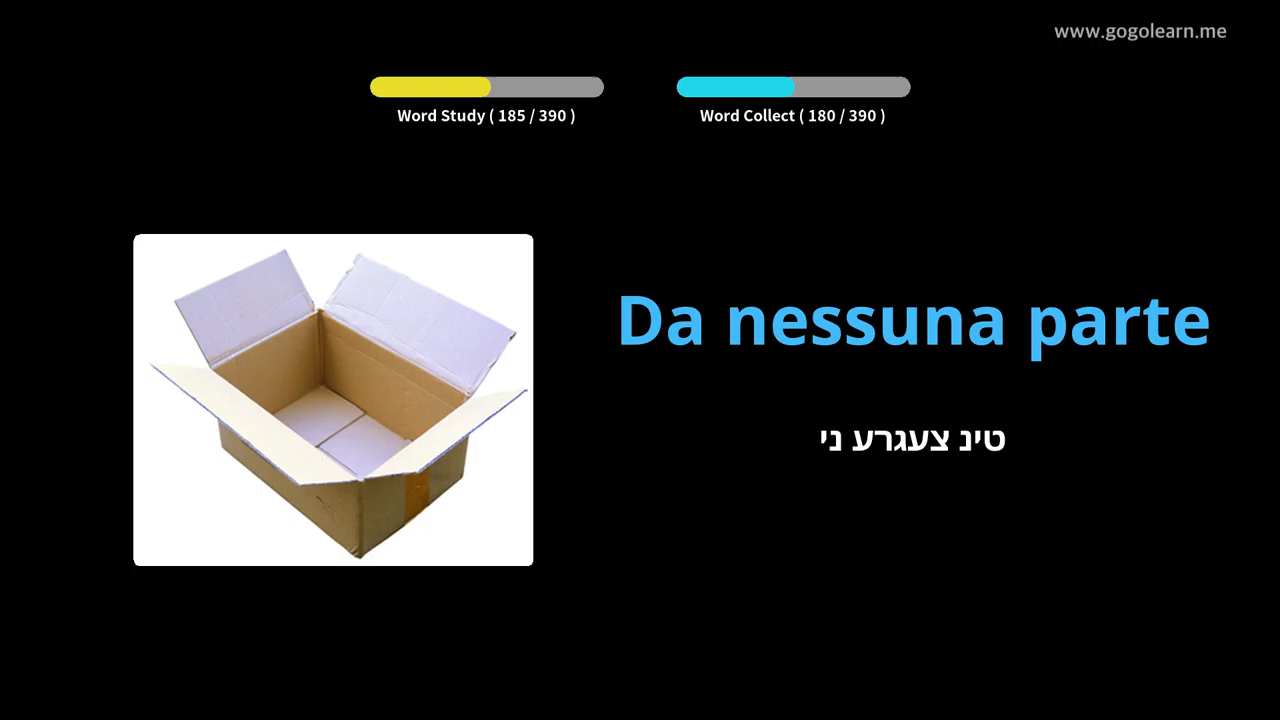 www.gogolearn.me
Word Study ( 185 / 390 )
Word Collect ( 180 / 390 )
Da nessuna parte
טינ צעגרע ני